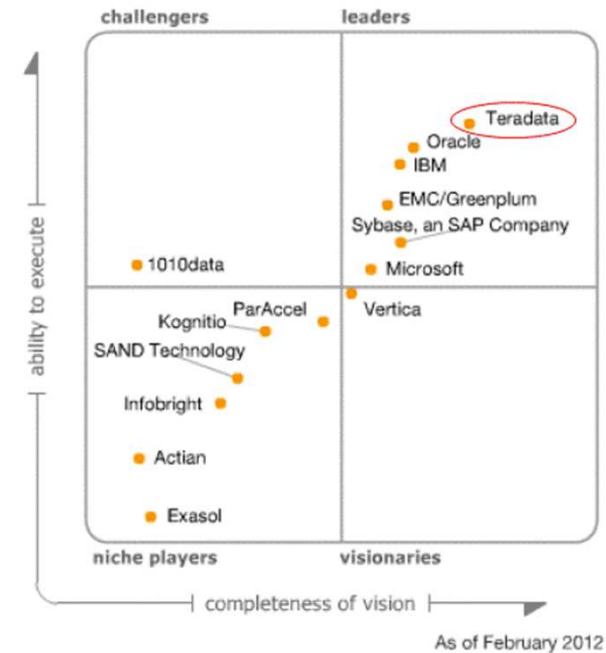 challengers
leaders
Teradata
Oracle
IBM
EMC/Greenplum
Sybase, an SAP Company
1010data
Microsoft
ParAccel
Vertica
Kognitio
SAND Technology
Infobright
Actian
Exasol
niche players
visionaries
ability to execute
completeness of vision
As of February 2012